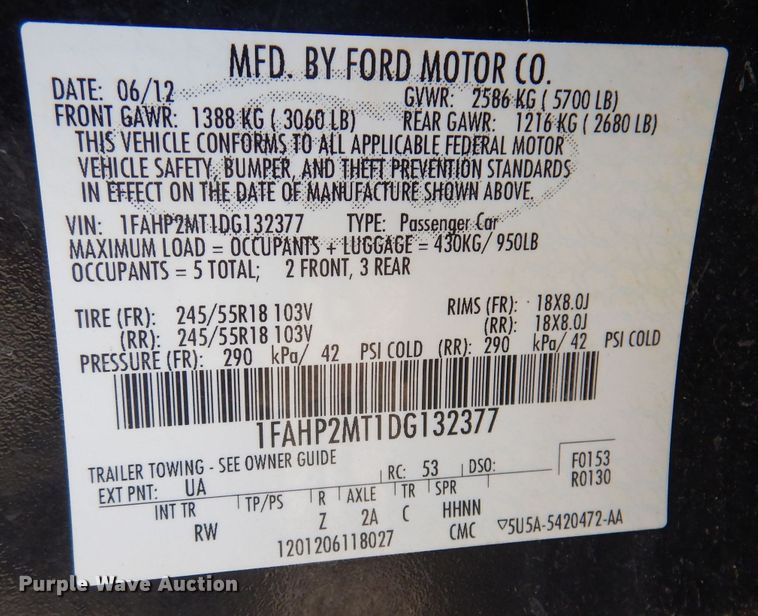 MFD. BY FORD MOTOR CO.
DATE: 06/12 GVWR: 2586 KG ( 5700 LB)
FRONT GAWR: 1388 KG ( 3060 LB) REAR GAWR: 1216 KG ( 2680 LB)
THIS VEHICLE CONFORMS TO ALL APPLICABLE FEDERAL MOTOR
VEHICLE SAFETY, BUMPER, AND THEFT PREVENTION STANDARDS
IN EFFECT ON THE DATE OF MANUFACTURE SHOWN ABOVE.
VIN: 1FAHP2MT1DG132377 TYPE: Passenger Car
MAXIMUM LOAD = OCCUPANTS + LUGGAGE = 430KG/ 950LB
OCCUPANTS = 5 TOTAL; 2 FRONT, 3 REAR
TIRE (FR): 245/55R18 103V RIMS (FR): 18X8.0J
(RR): 245/55R18 103V (RR): 18X8.0J
PRESSURE (FR): 290 kPa/ 42 PSI COLD (RR): 290 kPa/ 42 PSI COLD
1FAHP2MT1DG132377
TRAILER TOWING - SEE OWNER GUIDE
EXT PNT: UA RC: 53 DSO: F0153
R0130
INT TR TP/PS R AXLE TR SPR
RW Z 2A C HHNN
1201206118027 CMC ▽5U5A-5420472-AA
Purple Wave Auction